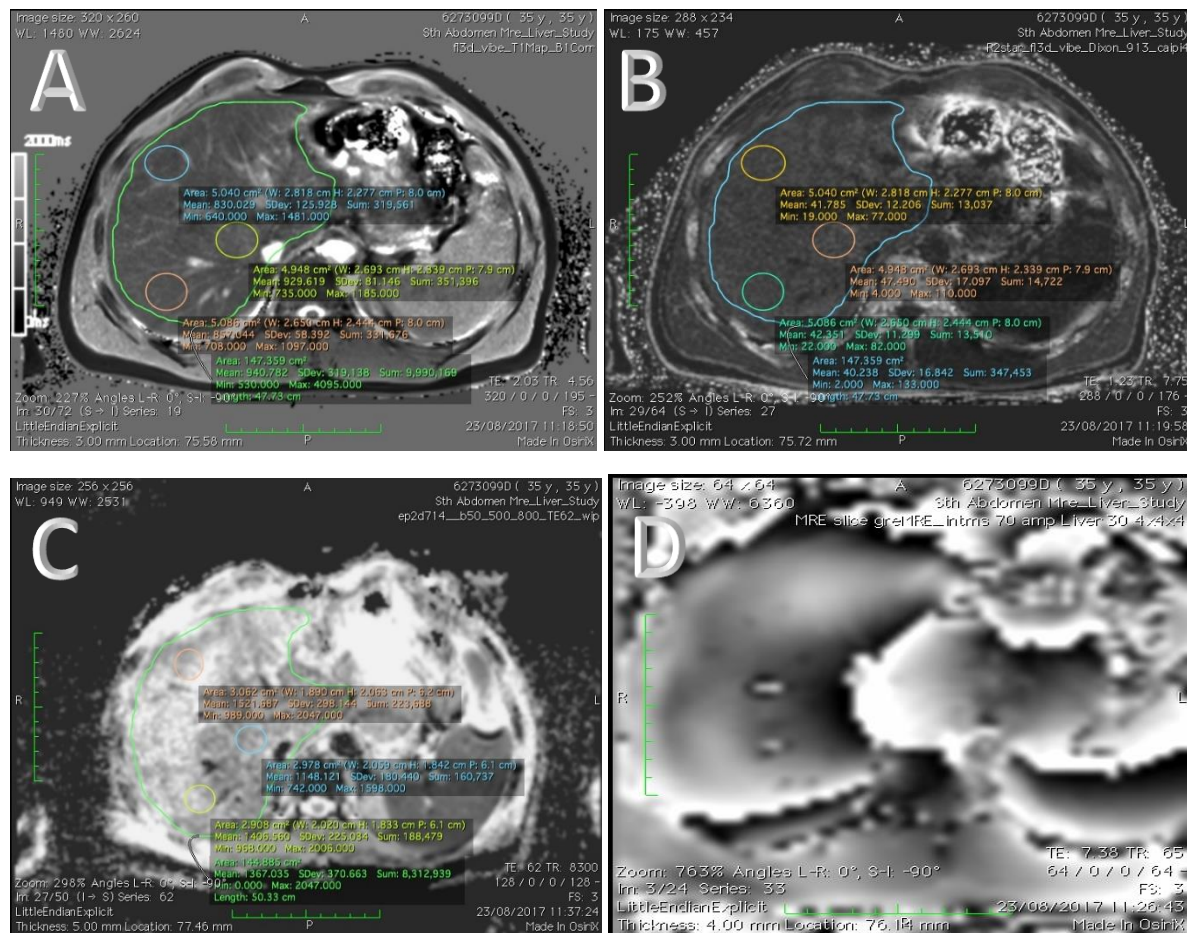 Image size: 320 x 260
WL: 1480 WW: 2624
A
6273099D ( 35 y, 35 y)
Sth Abdomen Mre_Liver_Study
fl3d_vibe_T1Map_B1Corr
A
2000ms
R
L
Area: 5.040 cm² (W: 2.818 cm H: 2.277 cm P: 8.0 cm)
Mean: 830.029 SDev: 125.928 Sum: 319,561
Min: 640.000 Max: 1481.000
Area: 4.948 cm² (W: 2.693 cm H: 2.339 cm P: 7.9 cm)
Mean: 929.619 SDev: 81.146 Sum: 351,396
Min: 735.000 Max: 1185.000
Area: 5.086 cm² (W: 2.650 cm H: 2.444 cm P: 8.0 cm)
SDev: 58.392 Sum: 331,676
Min: 708.000 Max: 1097.000
Area: 147.359 cm²
Mean: 940.782 SDev: 319.138 Sum: 9,990,169
Min: 530.000 Max: 4095.000
Length: 47.73 cm
TE: 2.03 TR: 4.56
Zoom: 227% Angles L-R: 0°, S-I: -90°
320 / 0 / 0 / 195 -
Im: 30/72 (S → I) Series: 19
FS: 3
LittleEndianExplicit
23/08/2017 11:18:50
Thickness: 3.00 mm Location: 75.58 mm
P
Made In OsiriX
Image size: 288 x 234
WL: 175 WW: 457
A
6273099D ( 35 y, 35 y)
Sth Abdomen Mre_Liver_Study
R2star_fl3d_vibe_Dixon_913_caipi4
B
R
L
Area: 5.040 cm² (W: 2.818 cm H: 2.277 cm P: 8.0 cm)
Mean: 41.785 SDev: 12.206 Sum: 13,037
Min: 19.000 Max: 77.000
Area: 4.948 cm² (W: 2.693 cm H: 2.339 cm P: 7.9 cm)
Mean: 47.490 SDev: 17.097 Sum: 14,722
Min: 4.000 Max: 110.000
Area: 5.086 cm² (W: 2.650 cm H: 2.444 cm P: 8.0 cm)
Mean: 42.351 SDev: 11.299 Sum: 13,510
Min: 22.000 Max: 82.000
Area: 147.359 cm²
Mean: 40.238 SDev: 16.842 Sum: 347,453
Min: 2.000 Max: 133.000
Length: 47.73 cm
TE: 1.23 TR: 7.75
Zoom: 252% Angles L-R: 0°, S-I: -90°
288 / 0 / 0 / 176 -
Im: 29/64 (S → I) Series: 27
FS: 3
LittleEndianExplicit
23/08/2017 11:19:58
Thickness: 3.00 mm Location: 75.72 mm
P
Made In OsiriX
Image size: 256 x 256
WL: 949 WW: 2531
A
6273099D ( 35 y, 35 y)
Sth Abdomen Mre_Liver_Study
ep2d714__b50_500_800_TE62_wip
C
R
L
Area: 3.062 cm² (W: 1.890 cm H: 2.063 cm P: 6.2 cm)
Mean: 1521.687 SDev: 298.144 Sum: 223,688
Min: 989.000 Max: 2047.000
Area: 2.978 cm² (W: 2.059 cm H: 1.842 cm P: 6.1 cm)
Mean: 1148.121 SDev: 180.440 Sum: 160,737
Min: 742.000 Max: 1598.000
Area: 2.908 cm² (W: 2.020 cm H: 1.833 cm P: 6.1 cm)
Mean: 1406.560 SDev: 225.034 Sum: 188,479
Min: 968.000 Max: 2006.000
Area: 144.885 cm²
Mean: 1367.035 SDev: 370.663 Sum: 8,312,939
Min: 0.000 Max: 2047.000
Length: 50.33 cm
TE: 62 TR: 8300
Zoom: 298% Angles L-R: 0°, S-I: -90°
128 / 0 / 0 / 128 -
Im: 27/50 (I → S) Series: 62
FS: 3
LittleEndianExplicit
23/08/2017 11:37:24
Thickness: 5.00 mm Location: 77.46 mm
P
Made In OsiriX
Image size: 64 x 64
WL: -398 WW: 6360
A
6273099D ( 35 y, 35 y)
Sth Abdomen Mre_Liver_Study
MRE slice greMRE_intms 70 amp Liver 30 4x4x4
D
R
L
TE: 7.38 TR: 65
Zoom: 763% Angles L-R: 0°, S-I: -90°
64 / 0 / 0 / 64 -
Im: 3/24 Series: 33
FS: 3
LittleEndianExplicit
23/08/2017 11:26:43
Thickness: 4.00 mm Location: 76.14 mm
Made In OsiriX